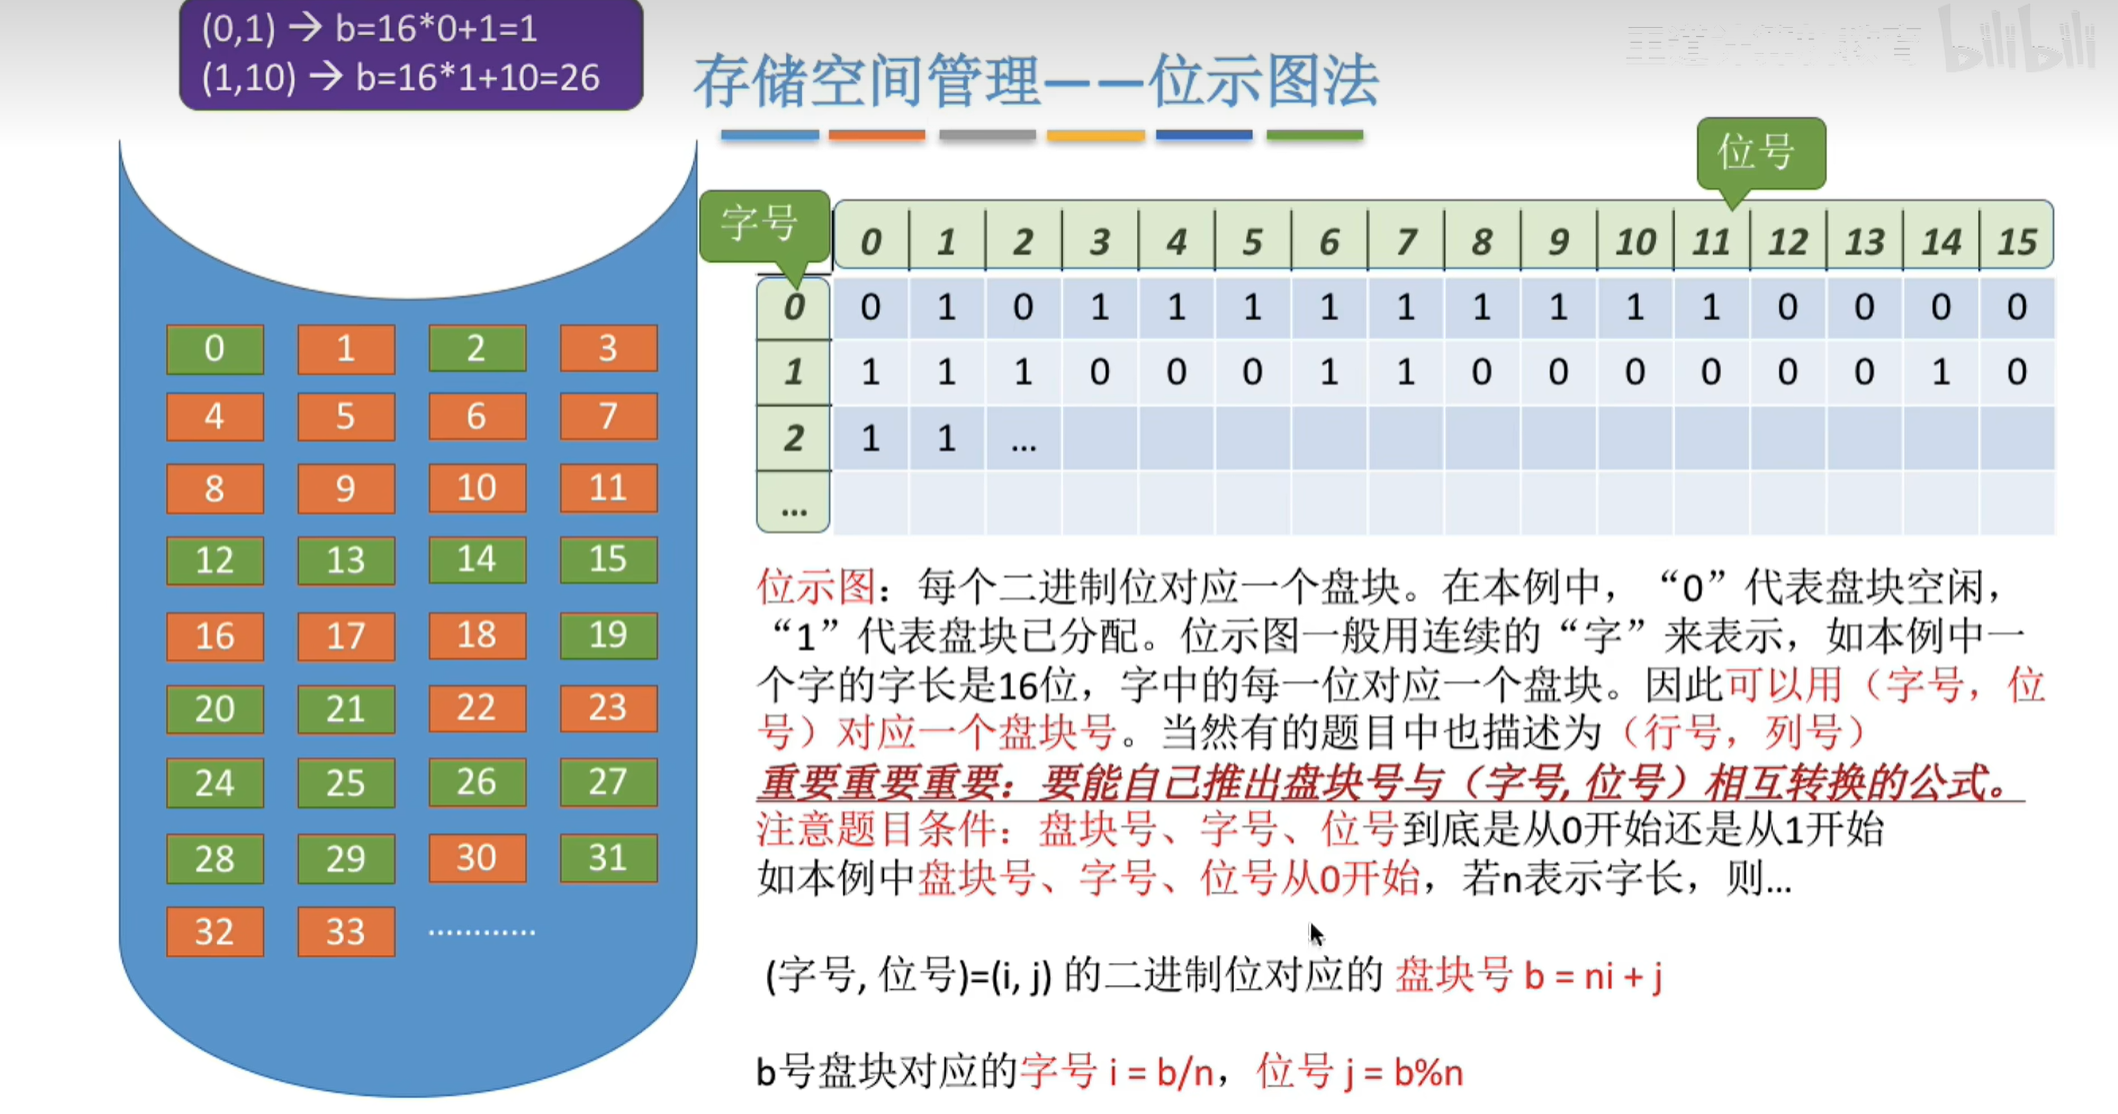 (0,1) → b=16*0+1=1
(1,10) → b=16*1+10=26
存储空间管理——位示图法
bilibili
位号
字号
0 1 2 3 4 5 6 7 8 9 10 11 12 13 14 15
0 0 1 0 1 1 1 1 1 1 1 1 1 0 0 0 0
1 1 1 1 0 0 0 1 1 0 0 0 0 0 0 1 0
2 1 1 ...
...
0 1 2 3
4 5 6 7
8 9 10 11
12 13 14 15
16 17 18 19
20 21 22 23
24 25 26 27
28 29 30 31
32 33 …………
位示图：每个二进制位对应一个盘块。在本例中，“0”代表盘块空闲，
“1”代表盘块已分配。位示图一般用连续的“字”来表示，如本例中一
个字的字长是16位，字中的每一位对应一个盘块。因此可以用（字号，位
号）对应一个盘块号。当然有的题目中也描述为（行号，列号）
重要重要重要：要能自己推出盘块号与（字号, 位号）相互转换的公式。
注意题目条件：盘块号、字号、位号到底是从0开始还是从1开始
如本例中盘块号、字号、位号从0开始，若n表示字长，则...
(字号, 位号)=(i, j) 的二进制位对应的 盘块号 b = ni + j
b号盘块对应的字号 i = b/n，位号 j = b%n